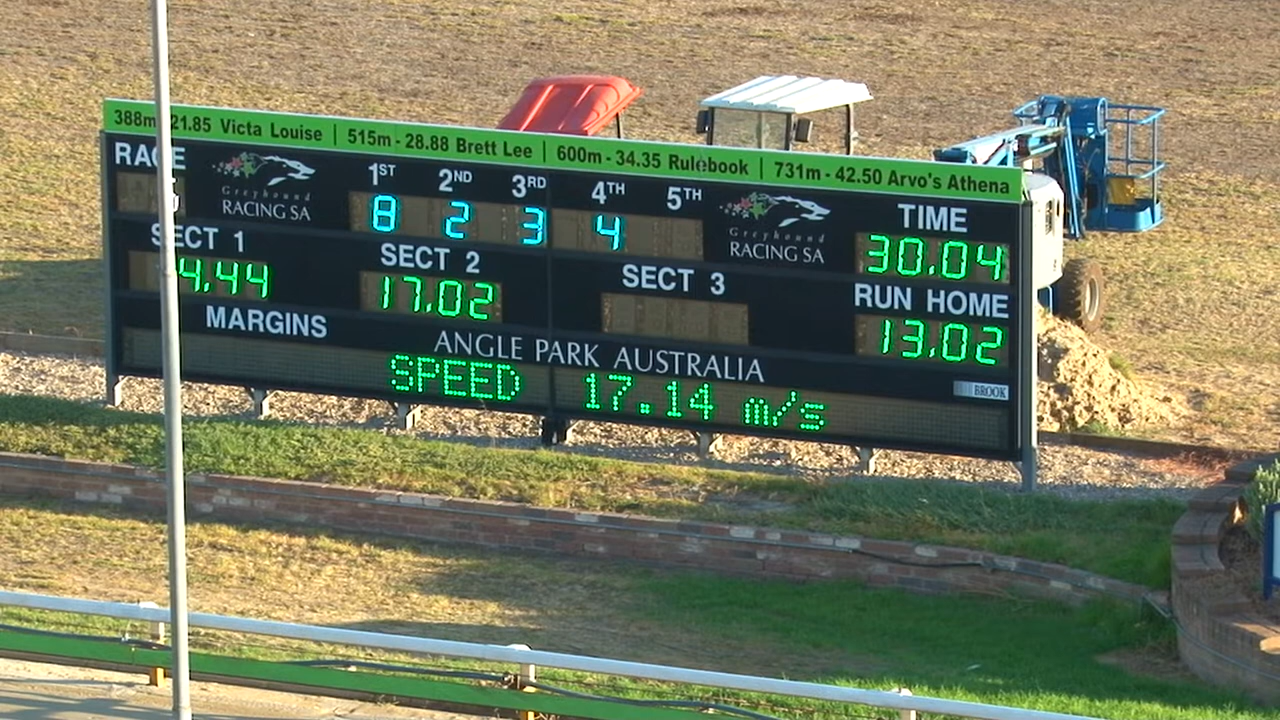 388m 21.85 Victa Louise | 515m - 28.88 Brett Lee | 600m - 34.35 Rulebook | 731m - 42.50 Arvo's Athena
RACE
Greyhound
RACING SA
1ST 2ND 3RD 4TH 5TH
8 2 3 4
Greyhound
RACING SA
TIME
30.04
SECT 1
4.44
SECT 2
17.02
SECT 3
RUN HOME
13.02
MARGINS
ANGLE PARK AUSTRALIA
SPEED 17.14 m/s
BROOK